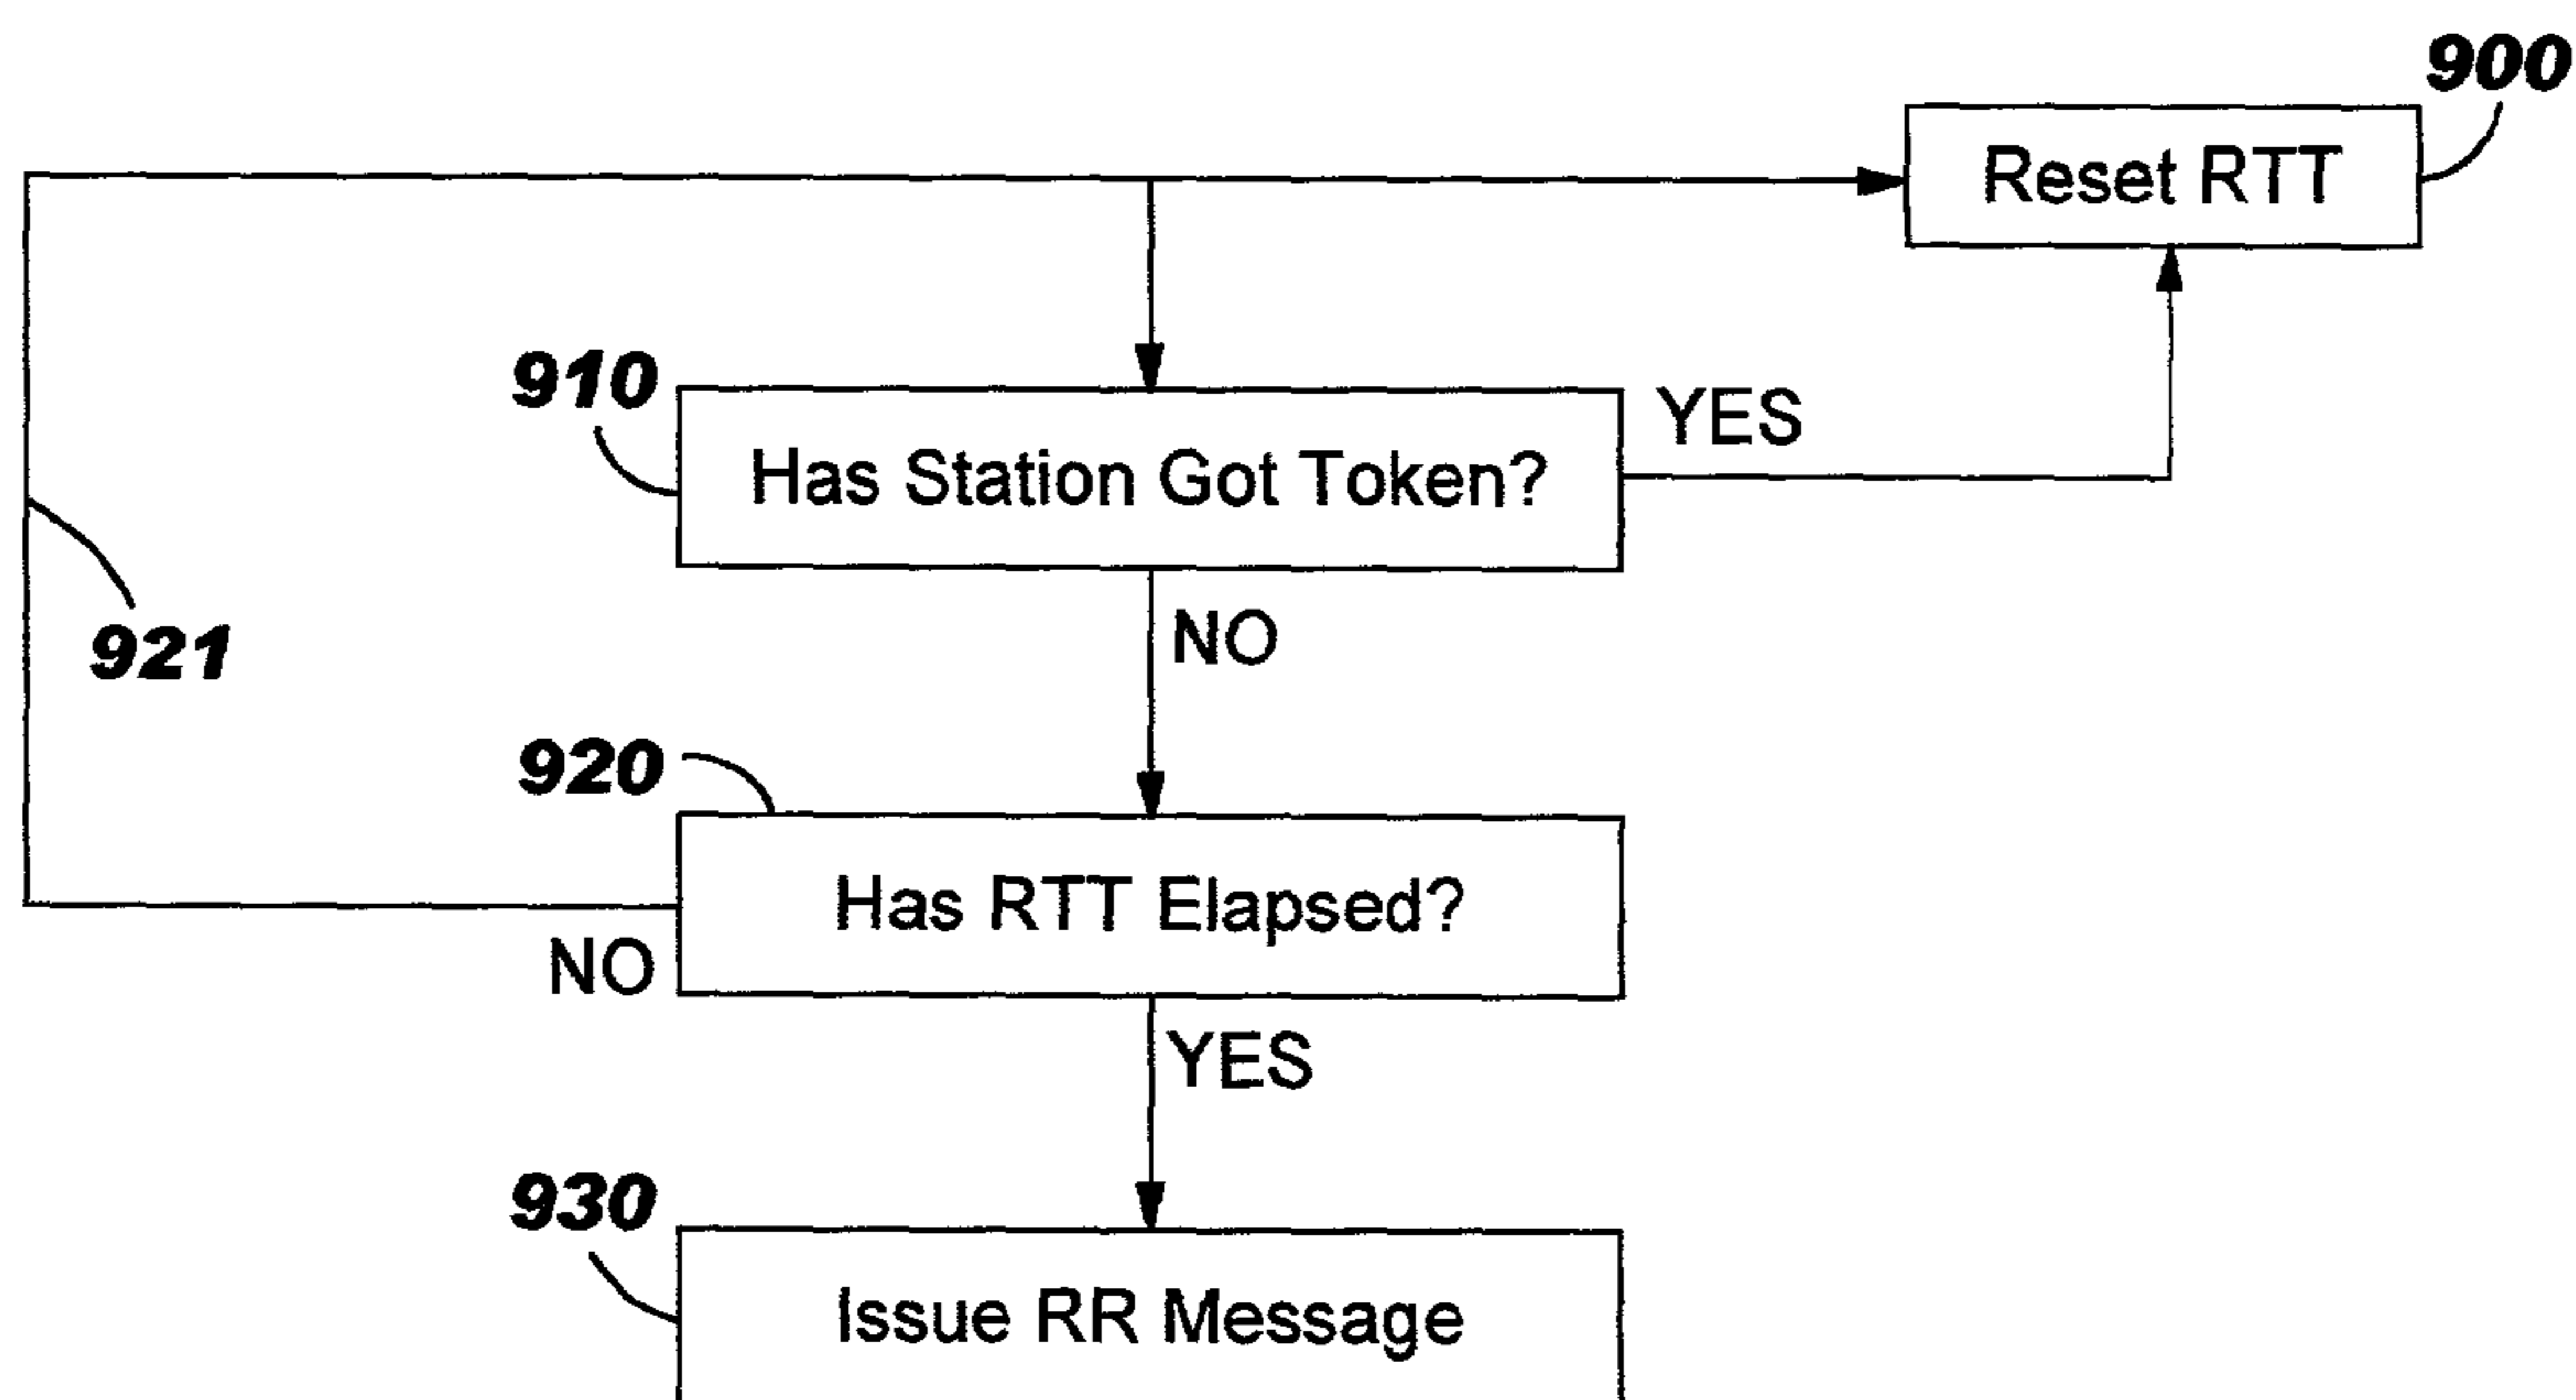 900
Reset RTT
910
Has Station Got Token?
YES
NO
921
920
Has RTT Elapsed?
NO
YES
930
Issue RR Message